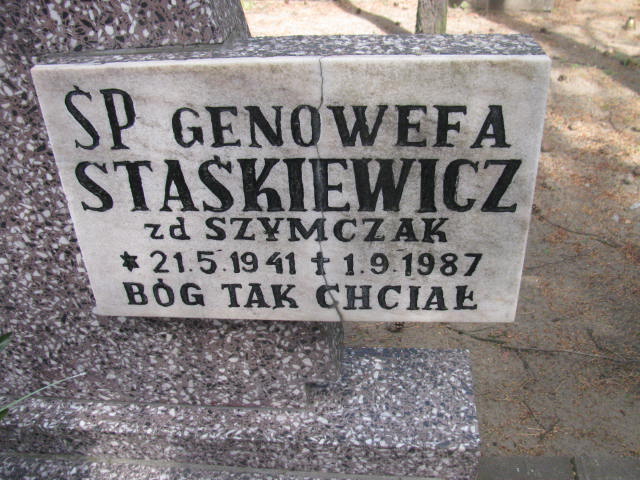 ŚP GENOWEFA
STAŚKIEWICZ
zd SZYMCZAK
* 21.5.1941 † 1.9.1987
BÓG TAK CHCIAŁ